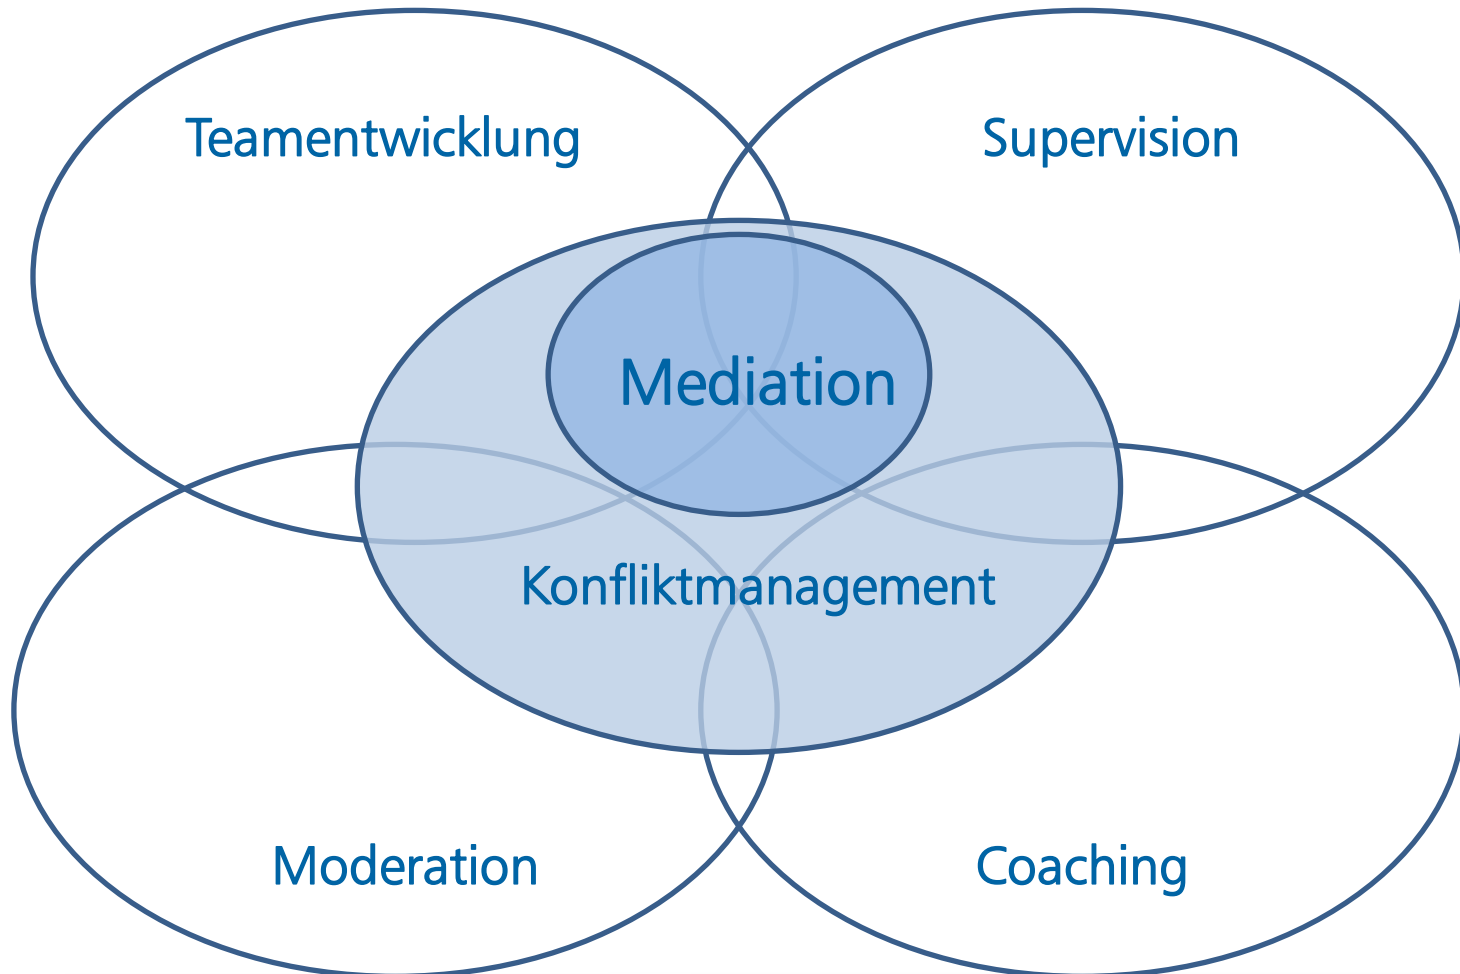 Teamentwicklung
Supervision
Mediation
Konfliktmanagement
Moderation
Coaching